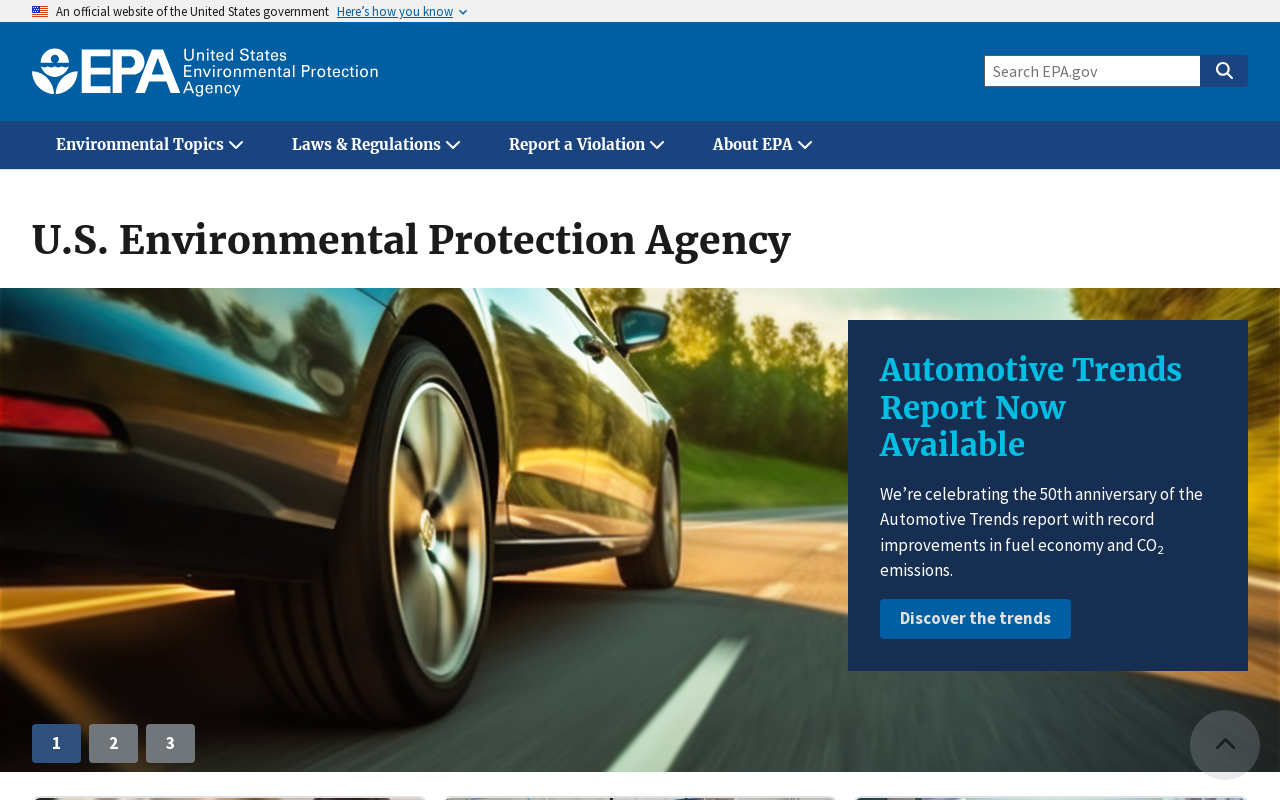 An official website of the United States government Here's how you know
EPA United States
Environmental Protection
Agency
Search EPA.gov
Environmental Topics Laws & Regulations Report a Violation About EPA
U.S. Environmental Protection Agency
Automotive Trends
Report Now
Available
We're celebrating the 50th anniversary of the
Automotive Trends report with record
improvements in fuel economy and CO₂
emissions.
Discover the trends
1 2 3